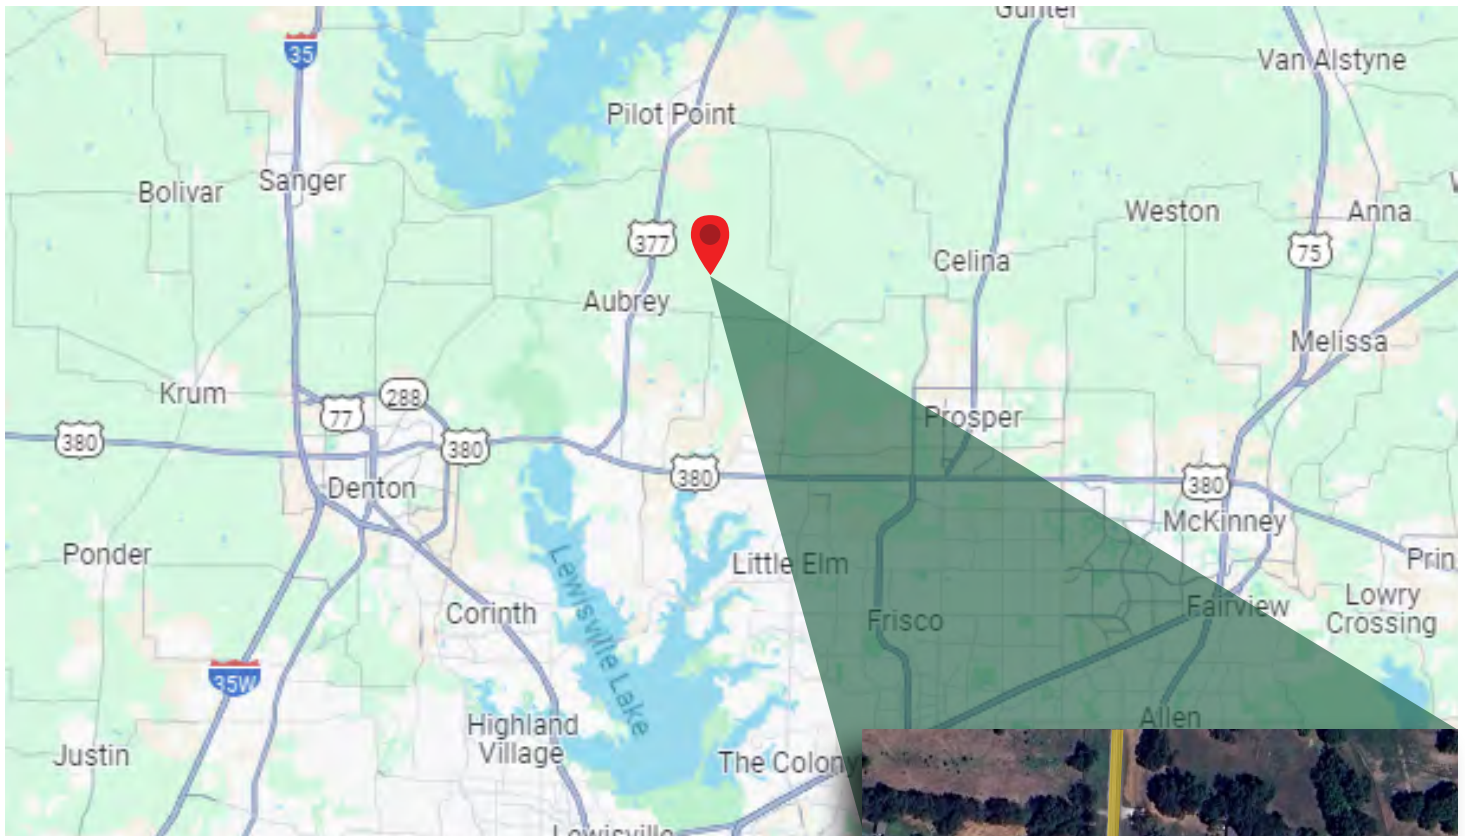 Gunter
35
Van Alstyne
Pilot Point
Bolivar
Sanger
Weston
Anna
377
75
Celina
Aubrey
Melissa
Krum
288
77
Prosper
380
380
380
380
Denton
McKinney
Ponder
Little Elm
Prin
Corinth
Frisco
Fairview
Lowry
Crossing
Lewisville Lake
35W
Highland
Village
Allen
Justin
The Colony
Lewisville